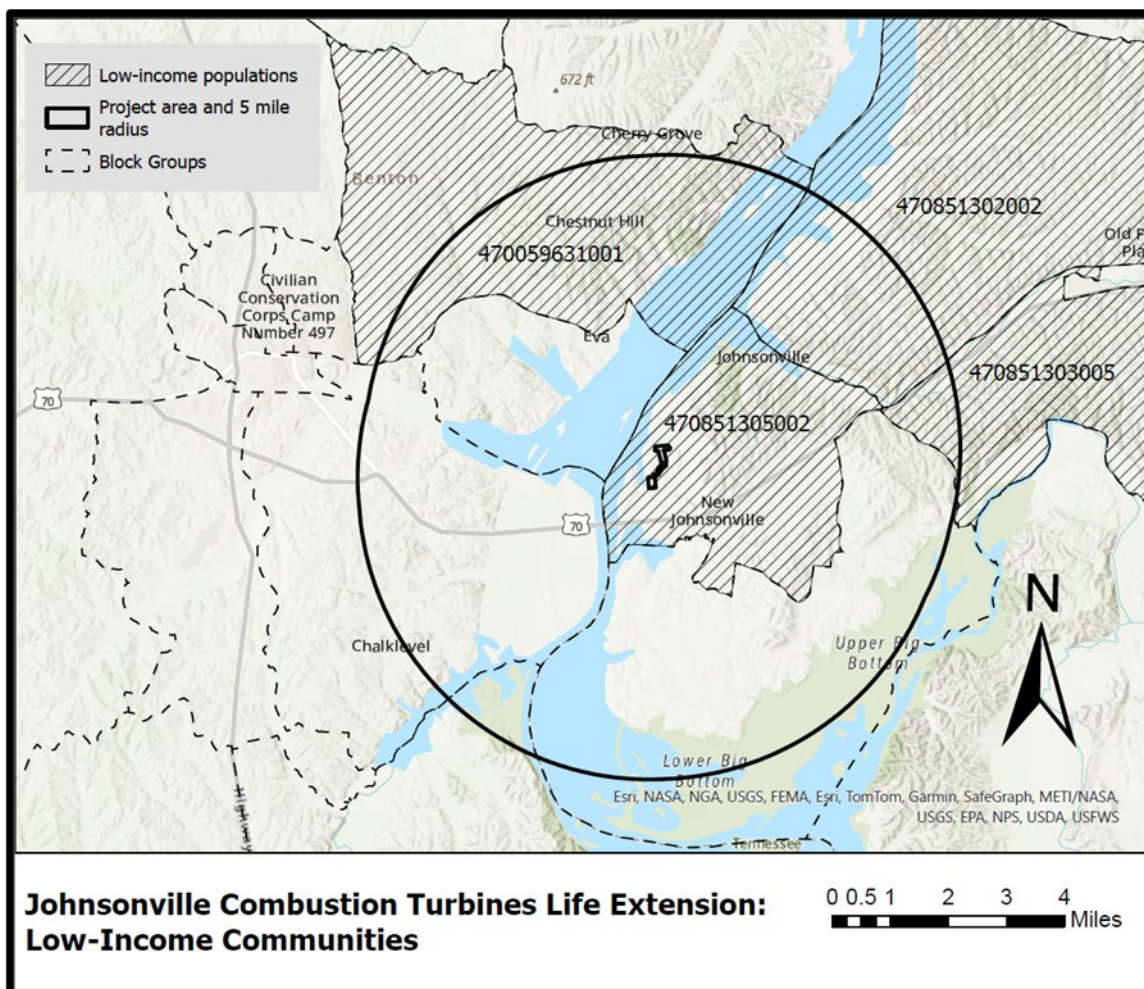 Low-income populations
Project area and 5 mile
radius
Block Groups
672 ft
Cherry Grove
Benton
470851302002
Chestnut Hill
470059631001
Old F
Pla
Civilian
Conservation
Corps Camp
Number 497
Eva
Johnsonville
470851303005
70
470851305002
New
Johnsonville
70
N
Chalklevel
Upper Big
Bottom
Lower Big
Bottom
Highway
Esri, NASA, NGA, USGS, FEMA, Esri, TomTom, Garmin, SafeGraph, METI/NASA,
USGS, EPA, NPS, USDA, USFWS
Tennessee
Johnsonville Combustion Turbines Life Extension:
Low-Income Communities
0 0.5 1 2 3 4
Miles